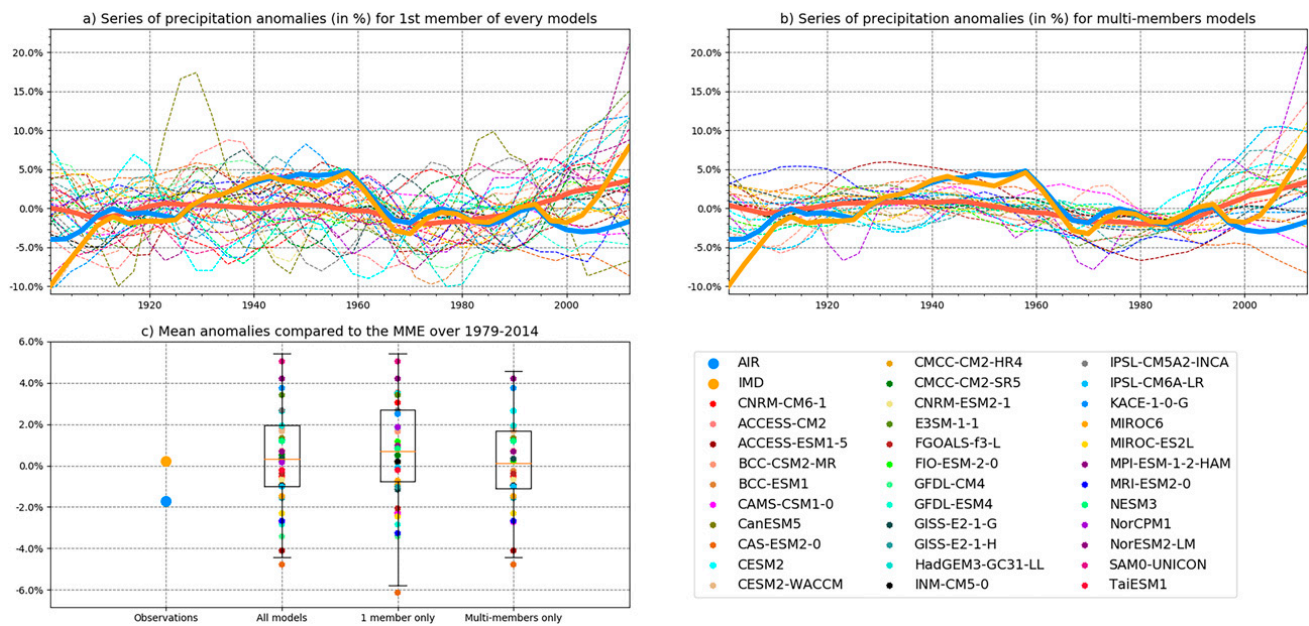 a) Series of precipitation anomalies (in %) for 1st member of every models
20.0%
15.0%
10.0%
5.0%
0.0%
-5.0%
-10.0%
1920 1940 1960 1980 2000
b) Series of precipitation anomalies (in %) for multi-members models
20.0%
15.0%
10.0%
5.0%
0.0%
-5.0%
-10.0%
1920 1940 1960 1980 2000
c) Mean anomalies compared to the MME over 1979-2014
6.0%
4.0%
2.0%
0.0%
-2.0%
-4.0%
-6.0%
Observations All models 1 member only Multi-members only
AIR
IMD
CNRM-CM6-1
ACCESS-CM2
ACCESS-ESM1-5
BCC-CSM2-MR
BCC-ESM1
CAMS-CSM1-0
CanESM5
CAS-ESM2-0
CESM2
CESM2-WACCM
CMCC-CM2-HR4
CMCC-CM2-SR5
CNRM-ESM2-1
E3SM-1-1
FGOALS-f3-L
FIO-ESM-2-0
GFDL-CM4
GFDL-ESM4
GISS-E2-1-G
GISS-E2-1-H
HadGEM3-GC31-LL
INM-CM5-0
IPSL-CM5A2-INCA
IPSL-CM6A-LR
KACE-1-0-G
MIROC6
MIROC-ES2L
MPI-ESM-1-2-HAM
MRI-ESM2-0
NESM3
NorCPM1
NorESM2-LM
SAM0-UNICON
TaiESM1